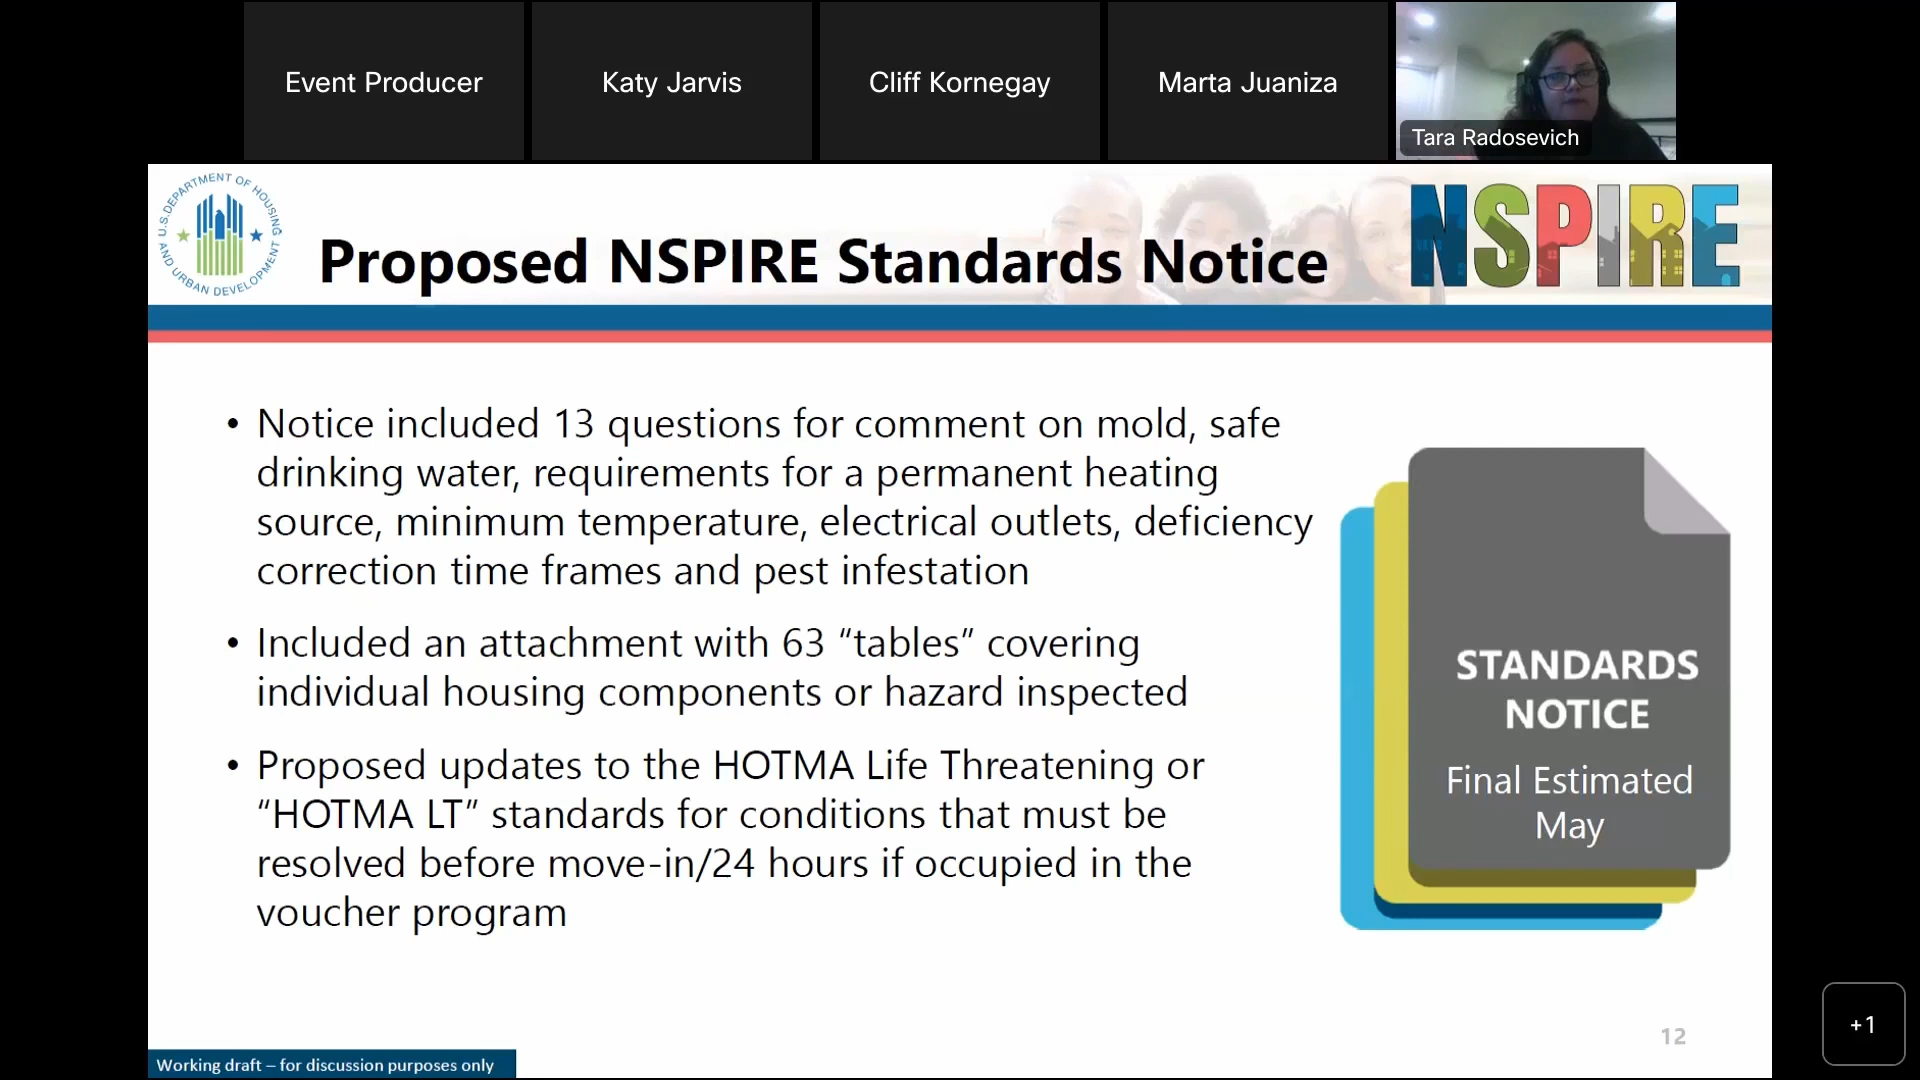 Event Producer
Katy Jarvis
Cliff Kornegay
Marta Juaniza
Tara Radosevich
U.S. DEPARTMENT OF HOUSING
AND URBAN DEVELOPMENT
Proposed NSPIRE Standards Notice
NSPIRE
• Notice included 13 questions for comment on mold, safe
drinking water, requirements for a permanent heating
source, minimum temperature, electrical outlets, deficiency
correction time frames and pest infestation
• Included an attachment with 63 “tables” covering
individual housing components or hazard inspected
• Proposed updates to the HOTMA Life Threatening or
“HOTMA LT” standards for conditions that must be
resolved before move-in/24 hours if occupied in the
voucher program
STANDARDS
NOTICE
Final Estimated
May
12
+1
Working draft – for discussion purposes only